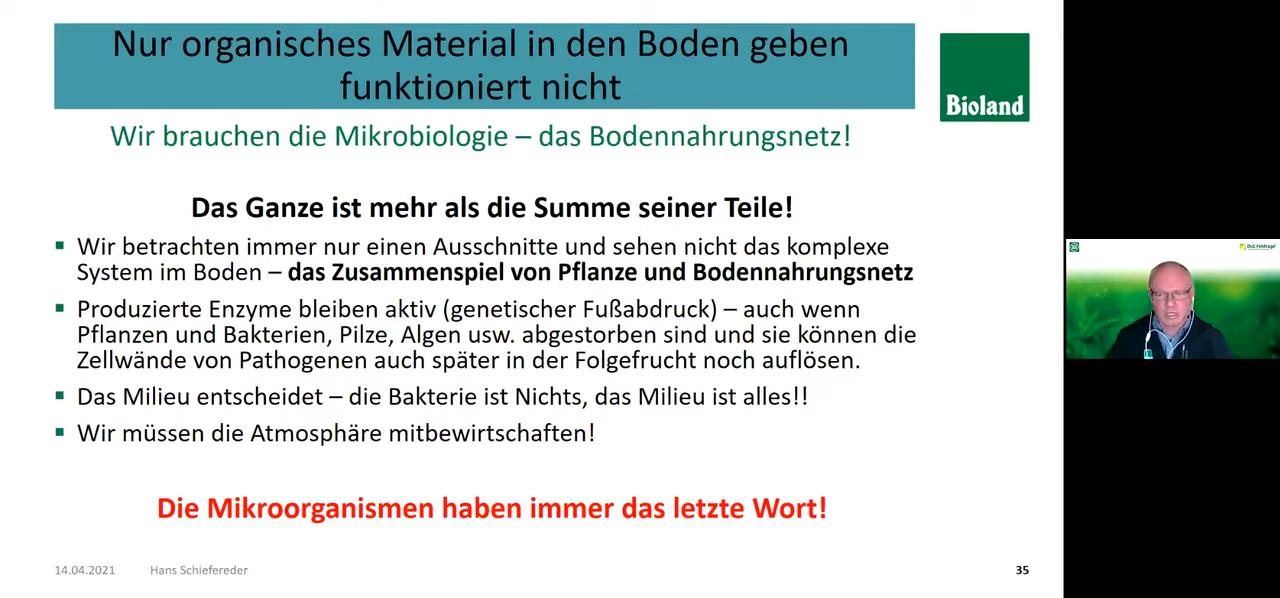 Nur organisches Material in den Boden geben
funktioniert nicht
Bioland
Wir brauchen die Mikrobiologie – das Bodennahrungsnetz!
Das Ganze ist mehr als die Summe seiner Teile!
▪ Wir betrachten immer nur einen Ausschnitte und sehen nicht das komplexe
System im Boden – das Zusammenspiel von Pflanze und Bodennahrungsnetz
▪ Produzierte Enzyme bleiben aktiv (genetischer Fußabdruck) – auch wenn
Pflanzen und Bakterien, Pilze, Algen usw. abgestorben sind und sie können die
Zellwände von Pathogenen auch später in der Folgefrucht noch auflösen.
▪ Das Milieu entscheidet – die Bakterie ist Nichts, das Milieu ist alles!!
▪ Wir müssen die Atmosphäre mitbewirtschaften!
Die Mikroorganismen haben immer das letzte Wort!
14.04.2021 Hans Schiefereder 35
DLG Feldtage